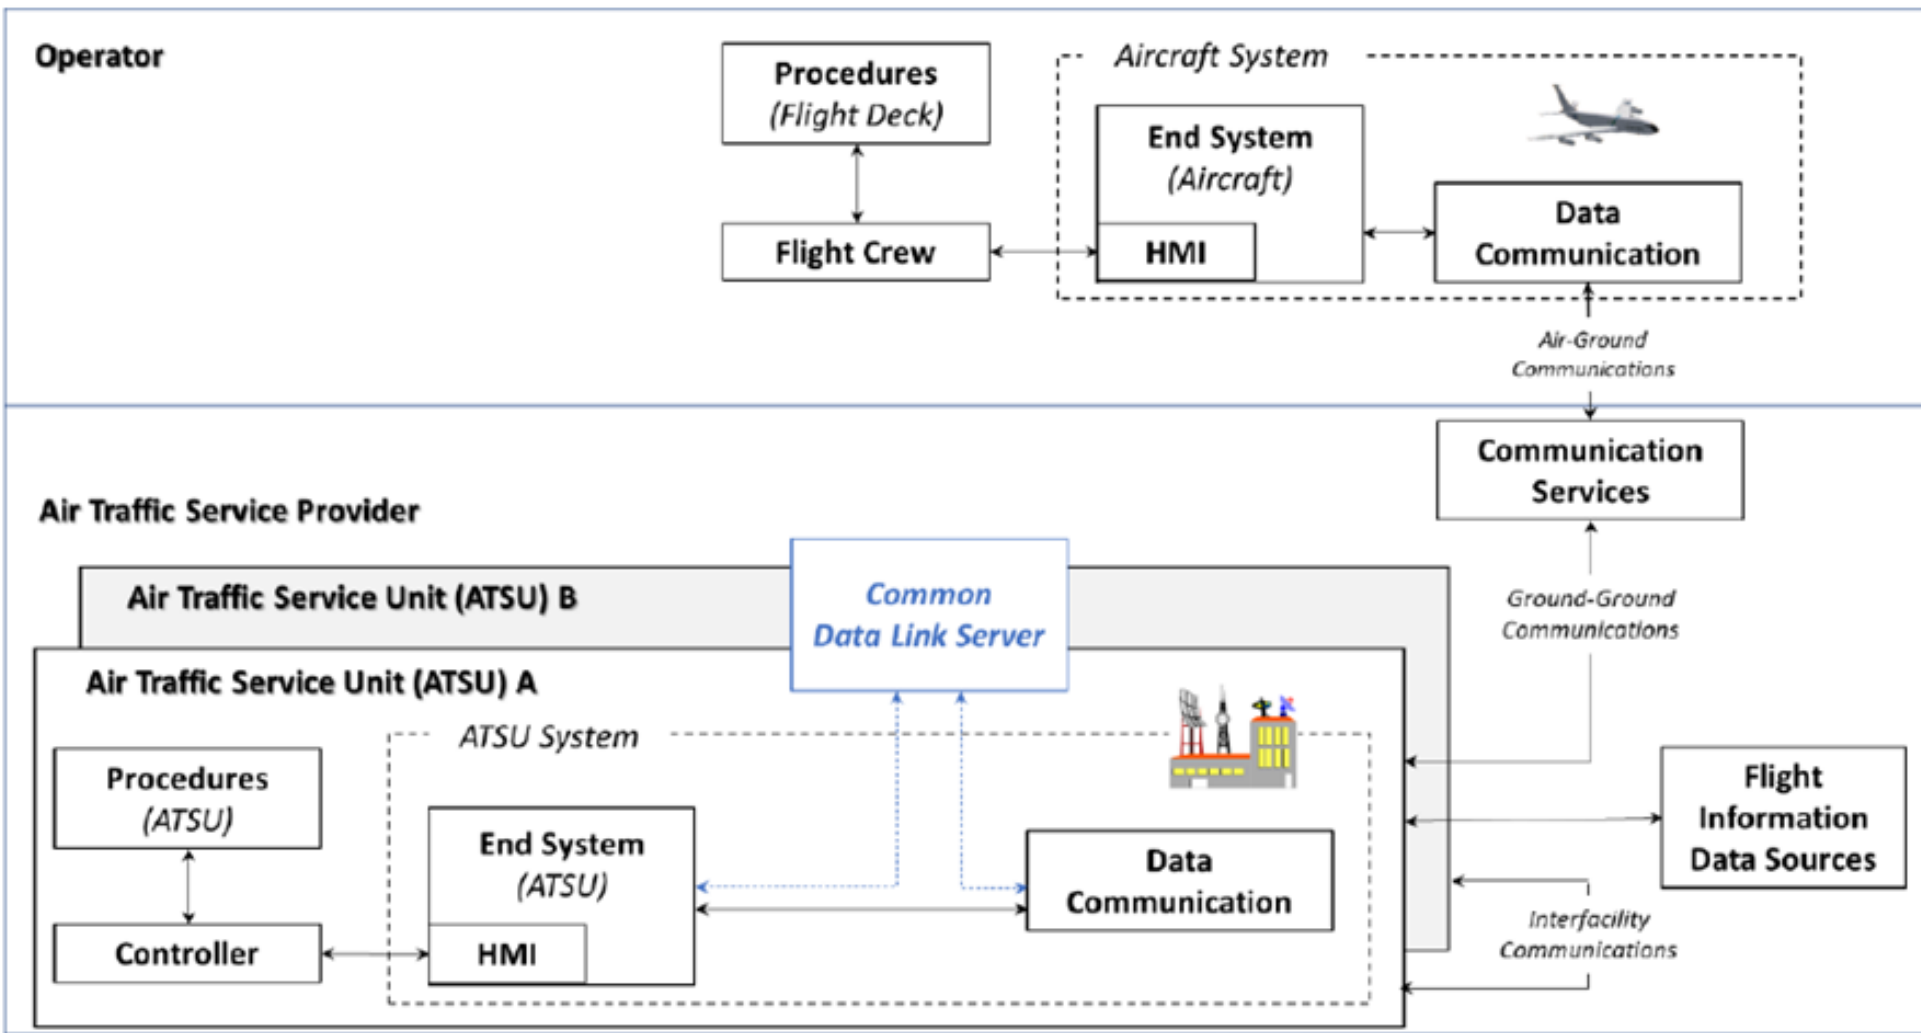 Operator
Procedures
(Flight Deck)
Flight Crew
Aircraft System
End System
(Aircraft)
HMI
Data
Communication
Air-Ground
Communications
Air Traffic Service Provider
Communication
Services
Ground-Ground
Communications
Air Traffic Service Unit (ATSU) B
Common
Data Link Server
Air Traffic Service Unit (ATSU) A
ATSU System
Procedures
(ATSU)
Controller
End System
(ATSU)
HMI
Data
Communication
Flight
Information
Data Sources
Interfacility
Communications